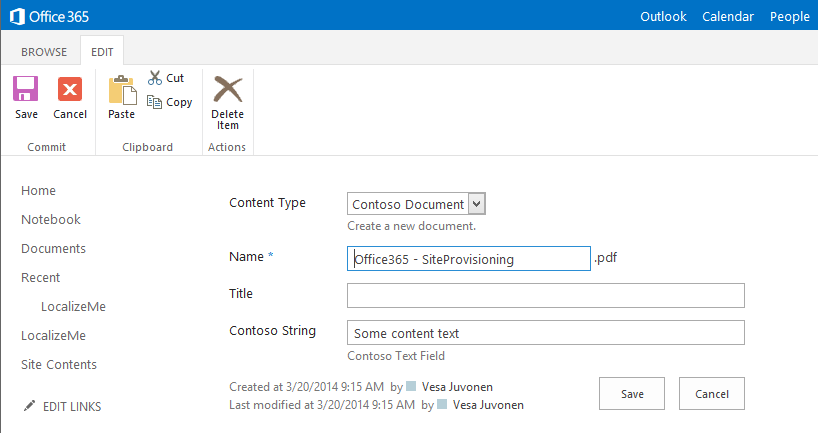 Office 365
Outlook Calendar People
BROWSE EDIT
Save Cancel Paste Cut Copy Delete Item
Commit Clipboard Actions
Home
Notebook
Documents
Recent
LocalizeMe
LocalizeMe
Site Contents
EDIT LINKS
Content Type Contoso Document
Create a new document.
Name * Office365 - SiteProvisioning .pdf
Title
Contoso String Some content text
Contoso Text Field
Created at 3/20/2014 9:15 AM by Vesa Juvonen
Last modified at 3/20/2014 9:15 AM by Vesa Juvonen
Save Cancel